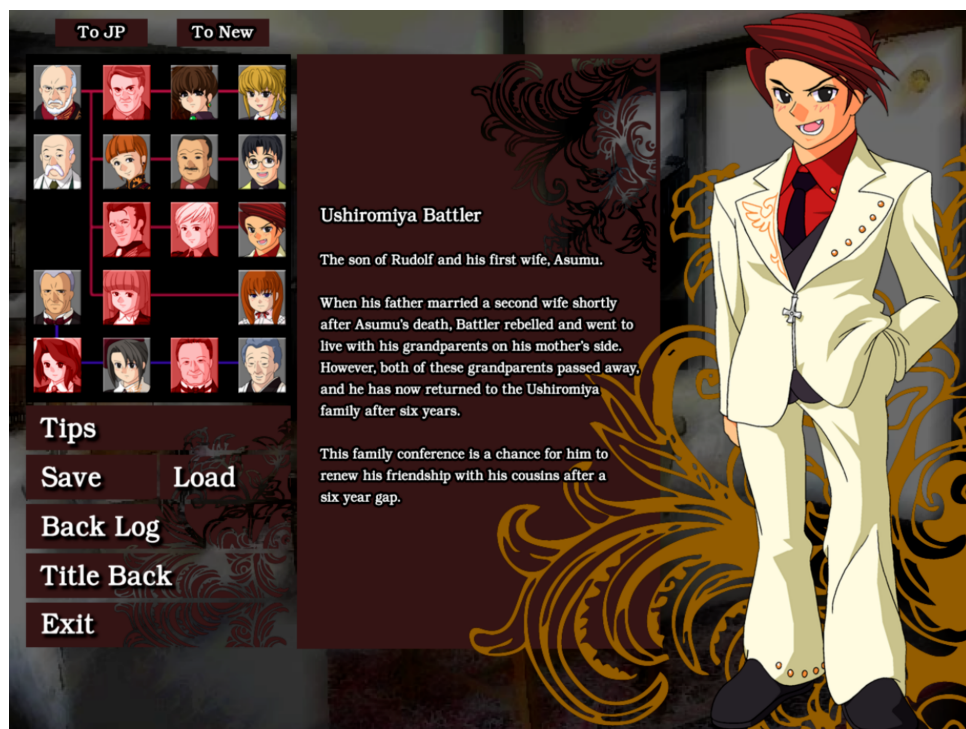 To JP
To New
Ushiromiya Battler
The son of Rudolf and his first wife, Asumu.
When his father married a second wife shortly
after Asumu's death, Battler rebelled and went to
live with his grandparents on his mother's side.
However, both of these grandparents passed away,
and he has now returned to the Ushiromiya
family after six years.
This family conference is a chance for him to
renew his friendship with his cousins after a
six year gap.
Tips
Save
Load
Back Log
Title Back
Exit